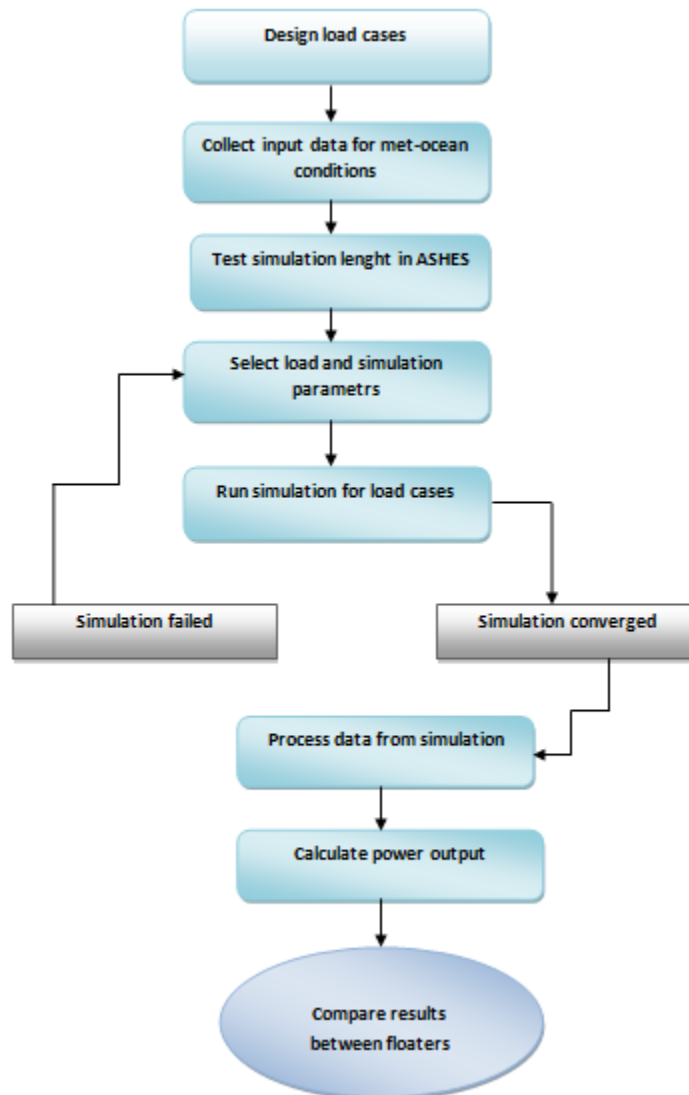 Design load cases
Collect input data for met-ocean
conditions
Test simulation lenght in ASHES
Select load and simulation
parametrs
Run simulation for load cases
Simulation failed
Simulation converged
Process data from simulation
Calculate power output
Compare results
between floaters